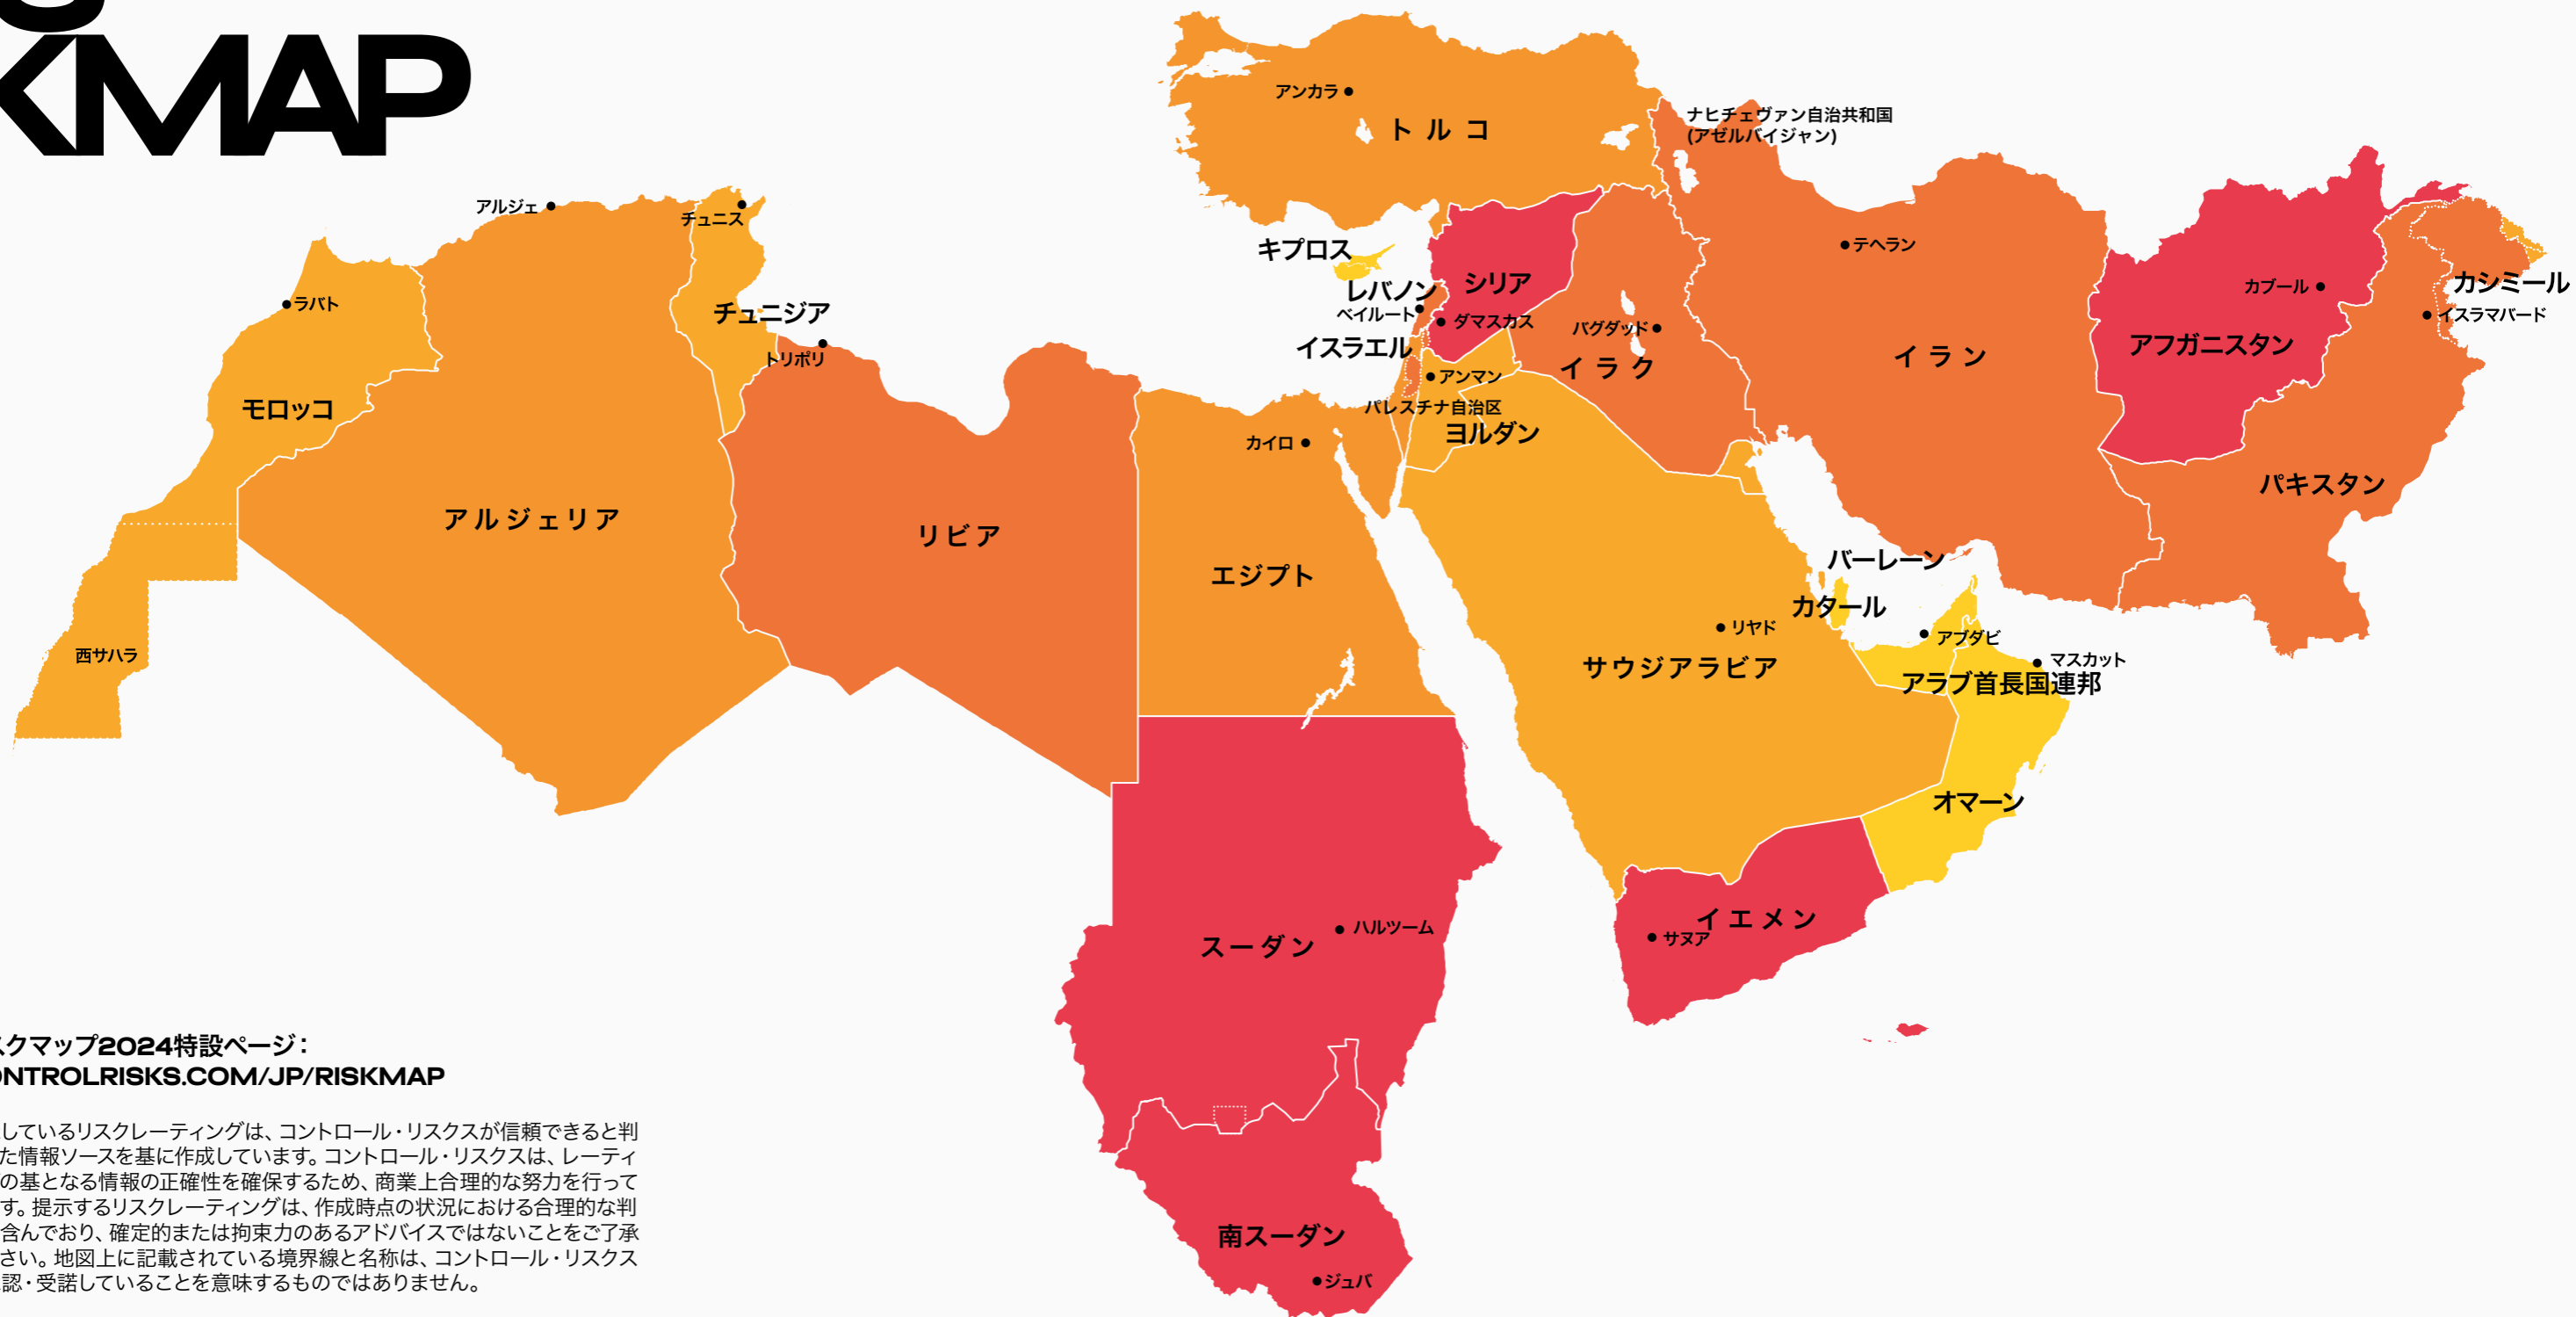 KMAP
アンカラ
トルコ
ナヒチェヴァン自治共和国
(アゼルバイジャン)
アルジェ
チュニス
キプロス
テヘラン
シリア
カブール
カシミール
レバノン
ベイルート
ダマスカス
ラバト
チュニジア
バグダッド
イスラマバード
イスラエル
アフガニスタン
トリポリ
イラク
イラン
アンマン
モロッコ
パレスチナ自治区
ヨルダン
カイロ
パキスタン
アルジェリア
リビア
エジプト
バーレーン
カタール
リヤド
アブダビ
西サハラ
サウジアラビア
マスカット
アラブ首長国連邦
オマーン
イエメン
サヌア
スーダン
ハルツーム
スクマップ2024特設ページ：
ONTROLRISKS.COM/JP/RISKMAP
しているリスクレーティングは、コントロール・リスクスが信頼できると判
た情報ソースを基に作成しています。コントロール・リスクスは、レーティ
の基となる情報の正確性を確保するため、商業上合理的な努力を行って
す。提示するリスクレーティングは、作成時点の状況における合理的な判
含んでおり、確定的または拘束力のあるアドバイスではないことをご了承
さい。地図上に記載されている境界線と名称は、コントロール・リスクス
認・受諾していることを意味するものではありません。
南スーダン
ジュバ